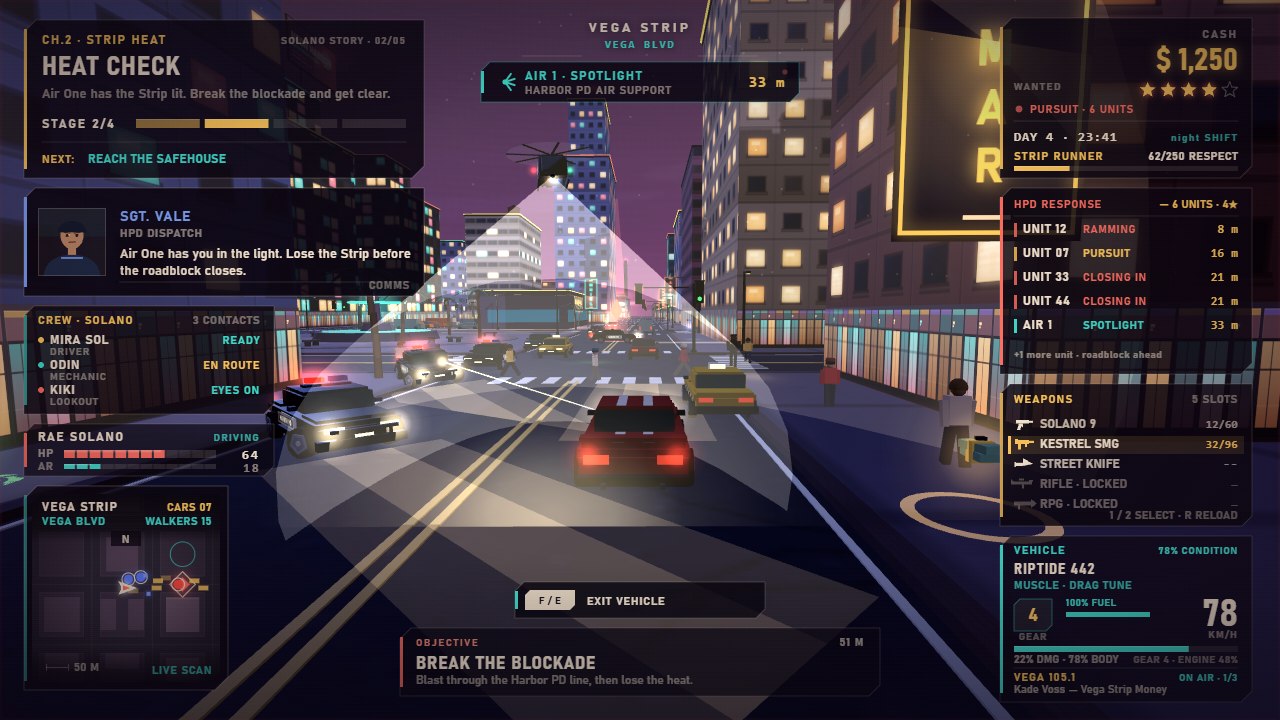 CH.2 · STRIP HEAT
SOLANO STORY · 02/05
HEAT CHECK
Air One has the Strip lit. Break the blockade and get clear.
STAGE 2/4
NEXT: REACH THE SAFEHOUSE
SGT. VALE
HPD DISPATCH
Air One has you in the light. Lose the Strip before
the roadblock closes.
COMMS
CREW · SOLANO
3 CONTACTS
MIRA SOL
READY
DRIVER
ODIN
EN ROUTE
MECHANIC
KIKI
EYES ON
LOOKOUT
RAE SOLANO
DRIVING
HP
64
AR
18
VEGA STRIP
CARS 07
VEGA BLVD
WALKERS 15
N
50 M
LIVE SCAN
VEGA STRIP
VEGA BLVD
AIR 1 · SPOTLIGHT
HARBOR PD AIR SUPPORT
33 m
M
A
R
F / E
EXIT VEHICLE
OBJECTIVE
51 M
BREAK THE BLOCKADE
Blast through the Harbor PD line, then lose the heat.
CASH
$ 1,250
WANTED
★★★★☆
PURSUIT · 6 UNITS
DAY 4 · 23:41
night SHIFT
STRIP RUNNER
62/250 RESPECT
HPD RESPONSE
— 6 UNITS · 4★
UNIT 12 RAMMING 8 m
UNIT 07 PURSUIT 16 m
UNIT 33 CLOSING IN 21 m
UNIT 44 CLOSING IN 21 m
AIR 1 SPOTLIGHT 33 m
+1 more unit · roadblock ahead
WEAPONS
5 SLOTS
SOLANO 9 12/60
KESTREL SMG 32/96
STREET KNIFE --
RIFLE · LOCKED —
RPG · LOCKED —
1 / 2 SELECT · R RELOAD
VEHICLE
78% CONDITION
RIPTIDE 442
MUSCLE · DRAG TUNE
4
GEAR
100% FUEL
78
KM/H
22% DMG · 78% BODY
GEAR 4 · ENGINE 48%
VEGA 105.1
ON AIR · 1/3
Kade Voss — Vega Strip Money